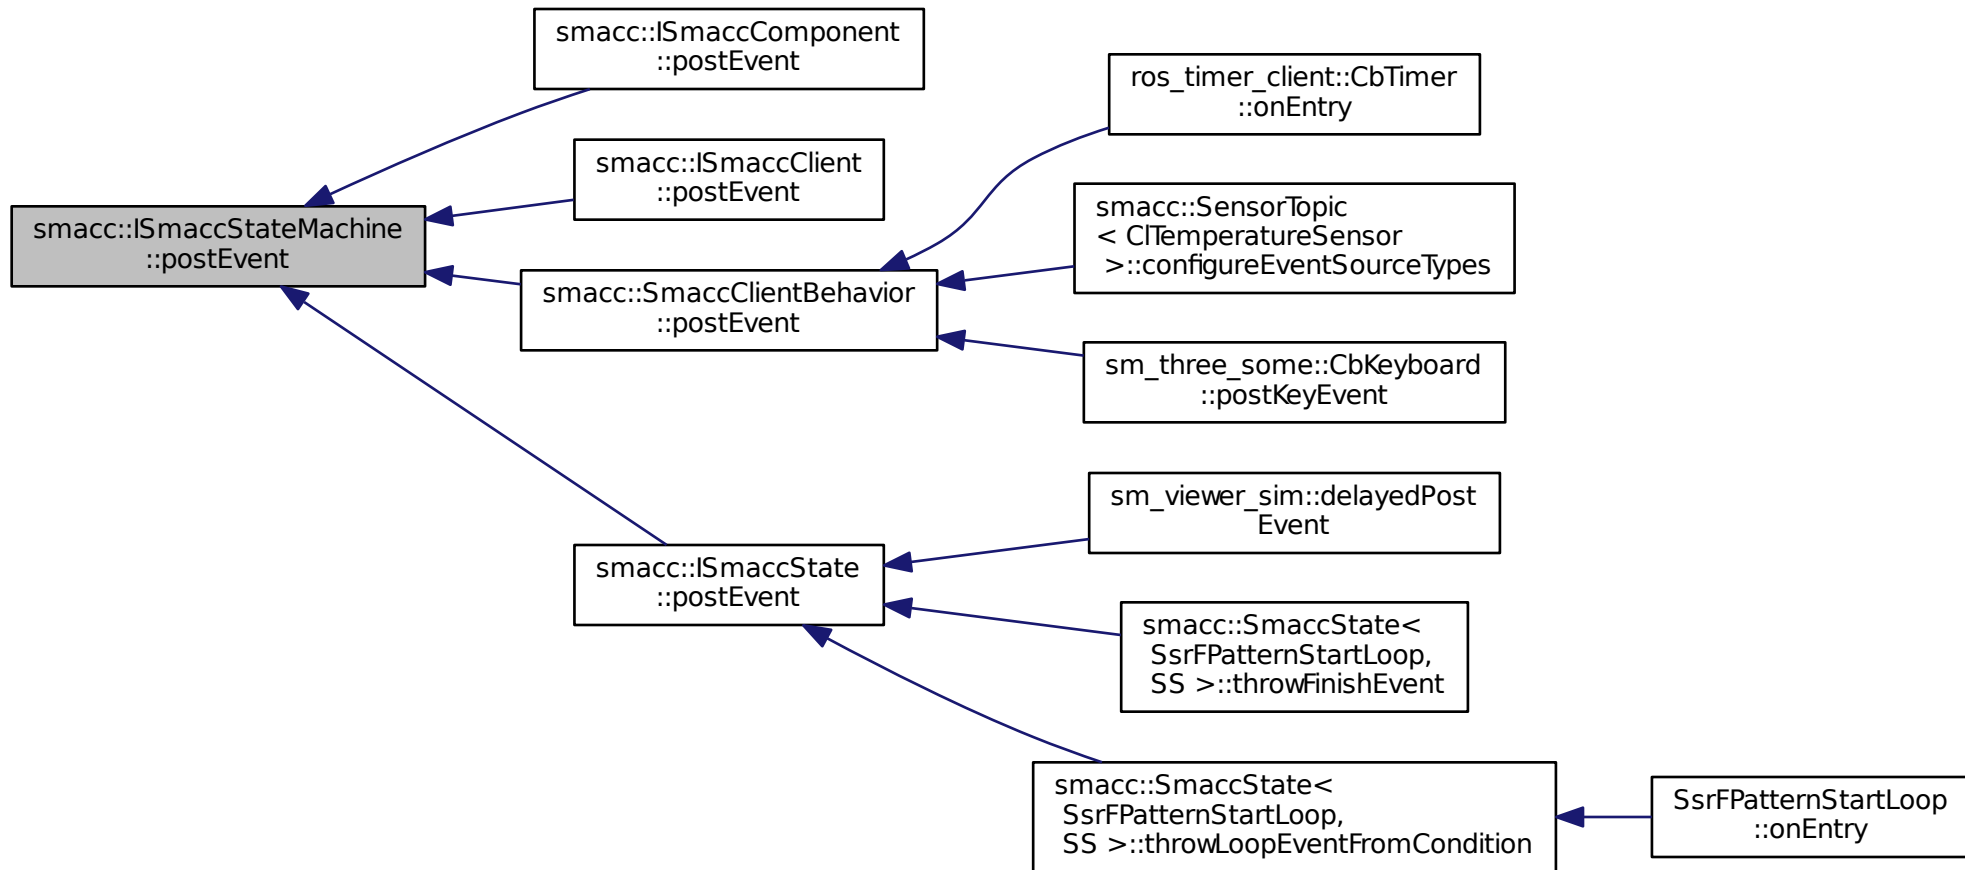 smacc::ISmaccComponent
::postEvent
ros_timer_client::CbTimer
::onEntry
smacc::ISmaccClient
::postEvent
smacc::SensorTopic
< ClTemperatureSensor
>::configureEventSourceTypes
smacc::ISmaccStateMachine
::postEvent
smacc::SmaccClientBehavior
::postEvent
sm_three_some::CbKeyboard
::postKeyEvent
sm_viewer_sim::delayedPost
Event
smacc::ISmaccState
::postEvent
smacc::SmaccState<
SsrFPatternStartLoop,
SS >::throwFinishEvent
smacc::SmaccState<
SsrFPatternStartLoop,
SS >::throwLoopEventFromCondition
SsrFPatternStartLoop
::onEntry